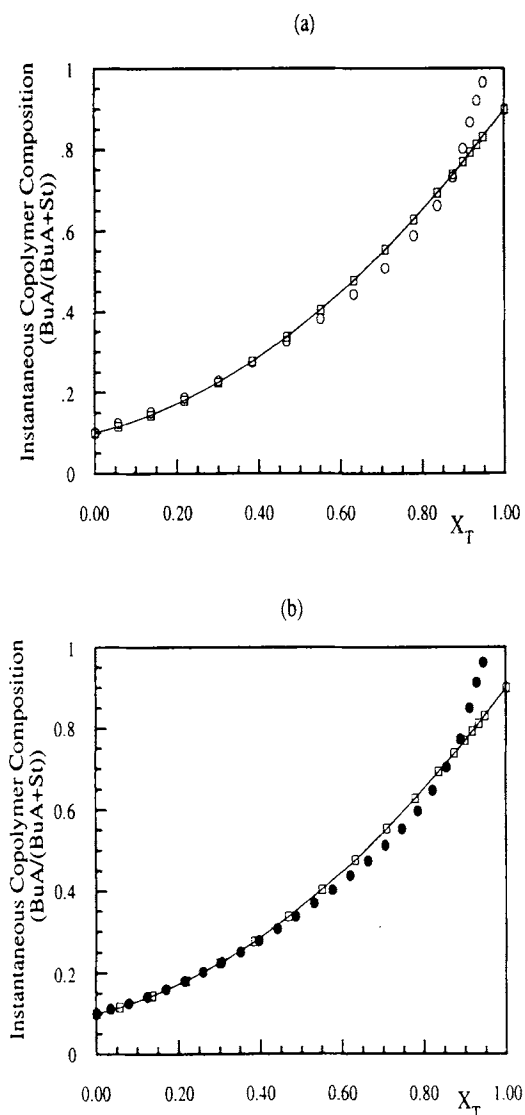 (a)
Instantaneous Copolymer Composition
(BuA/(BuA+St))
1
.8
.6
.4
.2
0
0.00 0.20 0.40 0.60 0.80 1.00
X_T
(b)
Instantaneous Copolymer Composition
(BuA/(BuA+St))
1
0.8
0.6
0.4
0.2
0
0.00 0.20 0.40 0.60 0.80 1.00
X_T